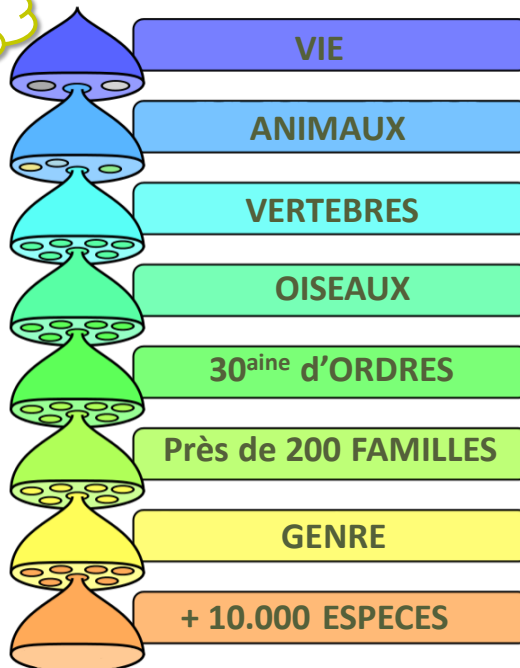 VIE
ANIMAUX
VERTEBRES
OISEAUX
30aine d'ORDRES
Près de 200 FAMILLES
GENRE
+ 10.000 ESPECES